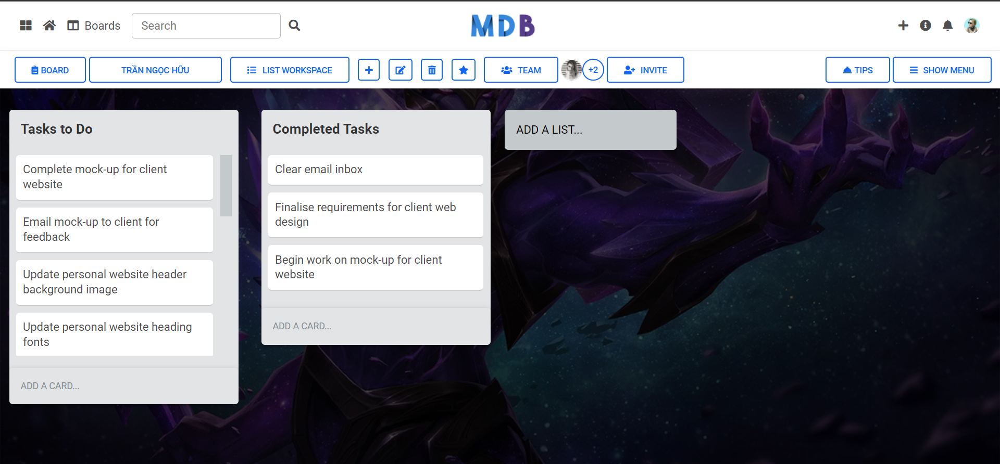 Boards
Search
MDB
BOARD
TRẦN NGỌC HỮU
LIST WORKSPACE
TEAM
+2
INVITE
TIPS
SHOW MENU
Tasks to Do
Complete mock-up for client
website
Email mock-up to client for
feedback
Update personal website header
background image
Update personal website heading
fonts
ADD A CARD...
Completed Tasks
Clear email inbox
Finalise requirements for client web
design
Begin work on mock-up for client
website
ADD A CARD...
ADD A LIST...